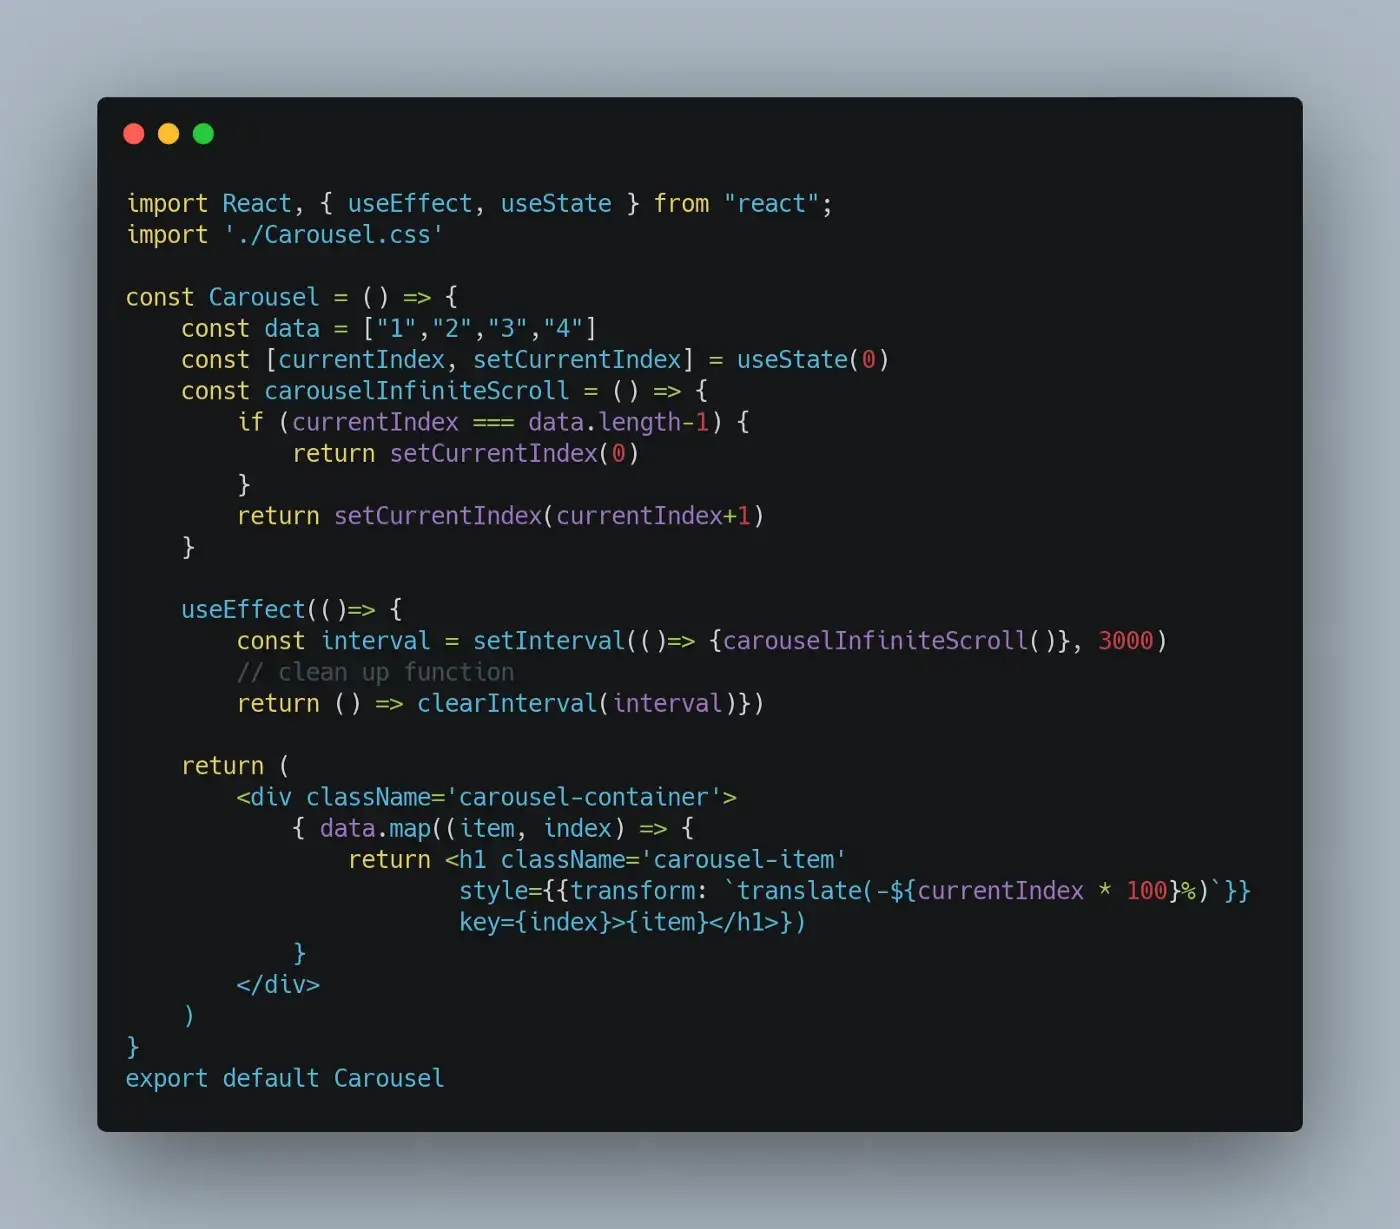 import React, { useEffect, useState } from "react";
import './Carousel.css'

const Carousel = () => {
    const data = ["1","2","3","4"]
    const [currentIndex, setCurrentIndex] = useState(0)
    const carouselInfiniteScroll = () => {
        if (currentIndex === data.length-1) {
            return setCurrentIndex(0)
        }
        return setCurrentIndex(currentIndex+1)
    }

    useEffect(()=> {
        const interval = setInterval(()=> {carouselInfiniteScroll()}, 3000)
        // clean up function
        return () => clearInterval(interval)})

    return (
        <div className='carousel-container'>
            { data.map((item, index) => {
                return <h1 className='carousel-item'
                        style={{transform: `translate(-${currentIndex * 100}%)`}}
                        key={index}>{item}</h1>})
            }
        </div>
    )
}
export default Carousel